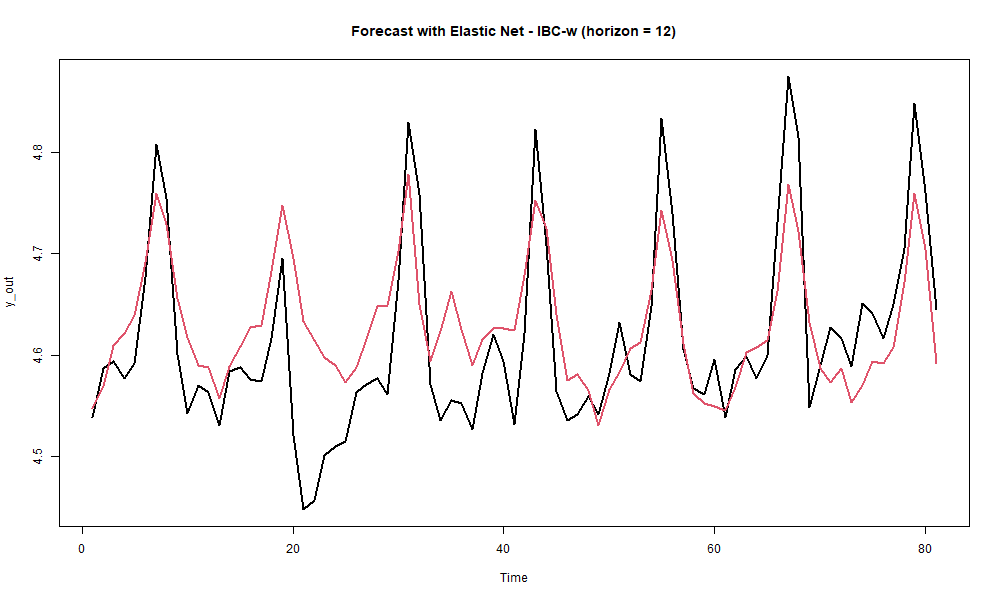 Forecast with Elastic Net - IBC-w (horizon = 12)
y_out
4.8
4.7
4.6
4.5
0 20 40 60 80
Time